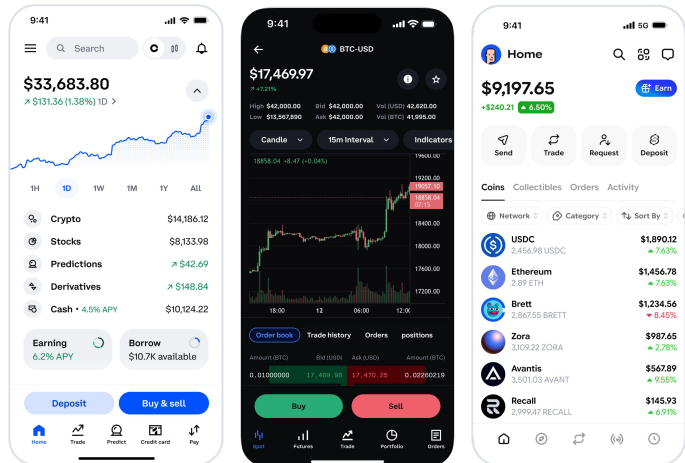 9:41
Search
$33,683.80
↗ $131.36 (1.38%) 1D >
1H 1D 1W 1M 1Y All
Crypto $14,186.12
Stocks $8,133.98
Predictions ↗ $42.69
Derivatives ↗ $148.84
Cash • 4.5% APY $10,124.22
Earning
6.2% APY
Borrow
$10.7K available
Deposit Buy & sell
Home Trade Predict Credit card Pay
9:41
BTC-USD
$17,469.97
↗ +7.21%
High $42,000.00 Bid $42,000.00 Vol (USD) 42,620.00
Low $13,567,890 Ask $42,000.00 Vol (BTC) 41,995.00
Candle 15m Interval Indicators
18858.04 +8.47 (+0.04%)
19600.00
19200.00
19057.10
18858.04
07:15
18400.00
18000.00
17600.00
17200.00
18:00 12 06:00 12:00
Order book Trade history Orders positions
Amount (BTC) Bid (USD) Ask (USD) Amount (BTC)
0.01000000 17,469.98 17,470.25 0.02260219
Buy Sell
Spot Futures Trade Portfolio Orders
9:41 5G
Home
$9,197.65
Earn
+$240.21 ▲ 6.50%
Send Trade Request Deposit
Coins Collectibles Orders Activity
Network Category Sort By
USDC $1,890.12
2,456.98 USDC ▲ 7.63%
Ethereum $1,456.78
2.89 ETH ▲ 7.63%
Brett $1,234.56
2,867.55 BRETT ▼ 8.45%
Zora $987.65
3,109.22 ZORA ▲ 2.78%
Avantis $567.89
3,501.03 AVANT ▲ 9.55%
Recall $145.93
2,999.47 RECALL ▲ 6.91%